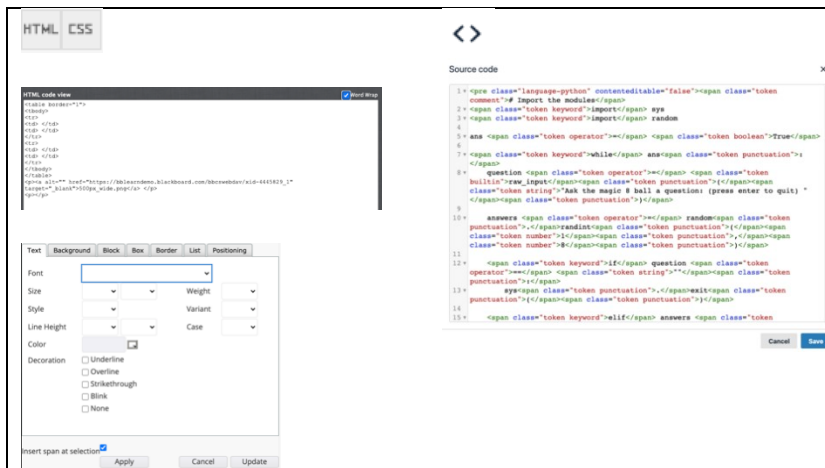 HTML CSS
HTML code view
Word Wrap
<table border="1">
<tbody>
<tr>
<td> </td>
<td> </td>
</tr>
<tr>
<td> </td>
<td> </td>
</tr>
</tbody>
</table>
<p><a alt="" href="https://bblearndemo.blackboard.com/bbcswebdav/xid-4445829_1"
target="_blank">500px_wide.png</a> </p>
<p></p>
Text Background Block Box Border List Positioning
Font
Size Weight
Style Variant
Line Height Case
Color
Decoration Underline
Overline
Strikethrough
Blink
None
Insert span at selection
Apply Cancel Update
<>
Source code ×
1 <pre class="language-python" contenteditable="false"><span class="token
comment"># Import the modules</span>
2 <span class="token keyword">import</span> sys
3 <span class="token keyword">import</span> random
4
5 ans <span class="token operator">=</span> <span class="token boolean">True</span>
6
7 <span class="token keyword">while</span> ans<span class="token punctuation">:
</span>
8 question <span class="token operator">=</span> <span class="token
builtin">raw_input</span><span class="token punctuation">(</span><span
class="token string">"Ask the magic 8 ball a question: (press enter to quit) "
</span><span class="token punctuation">)</span>
9
10 answers <span class="token operator">=</span> random<span class="token
punctuation">.</span>randint<span class="token punctuation">(</span><span
class="token number">1</span><span class="token punctuation">,</span><span
class="token number">8</span><span class="token punctuation">)</span>
11
12 <span class="token keyword">if</span> question <span class="token
operator">==</span> <span class="token string">""</span><span class="token
punctuation">:</span>
13 sys<span class="token punctuation">.</span>exit<span class="token
punctuation">(</span><span class="token punctuation">)</span>
14
15 <span class="token keyword">elif</span> answers <span class="token
Cancel Save